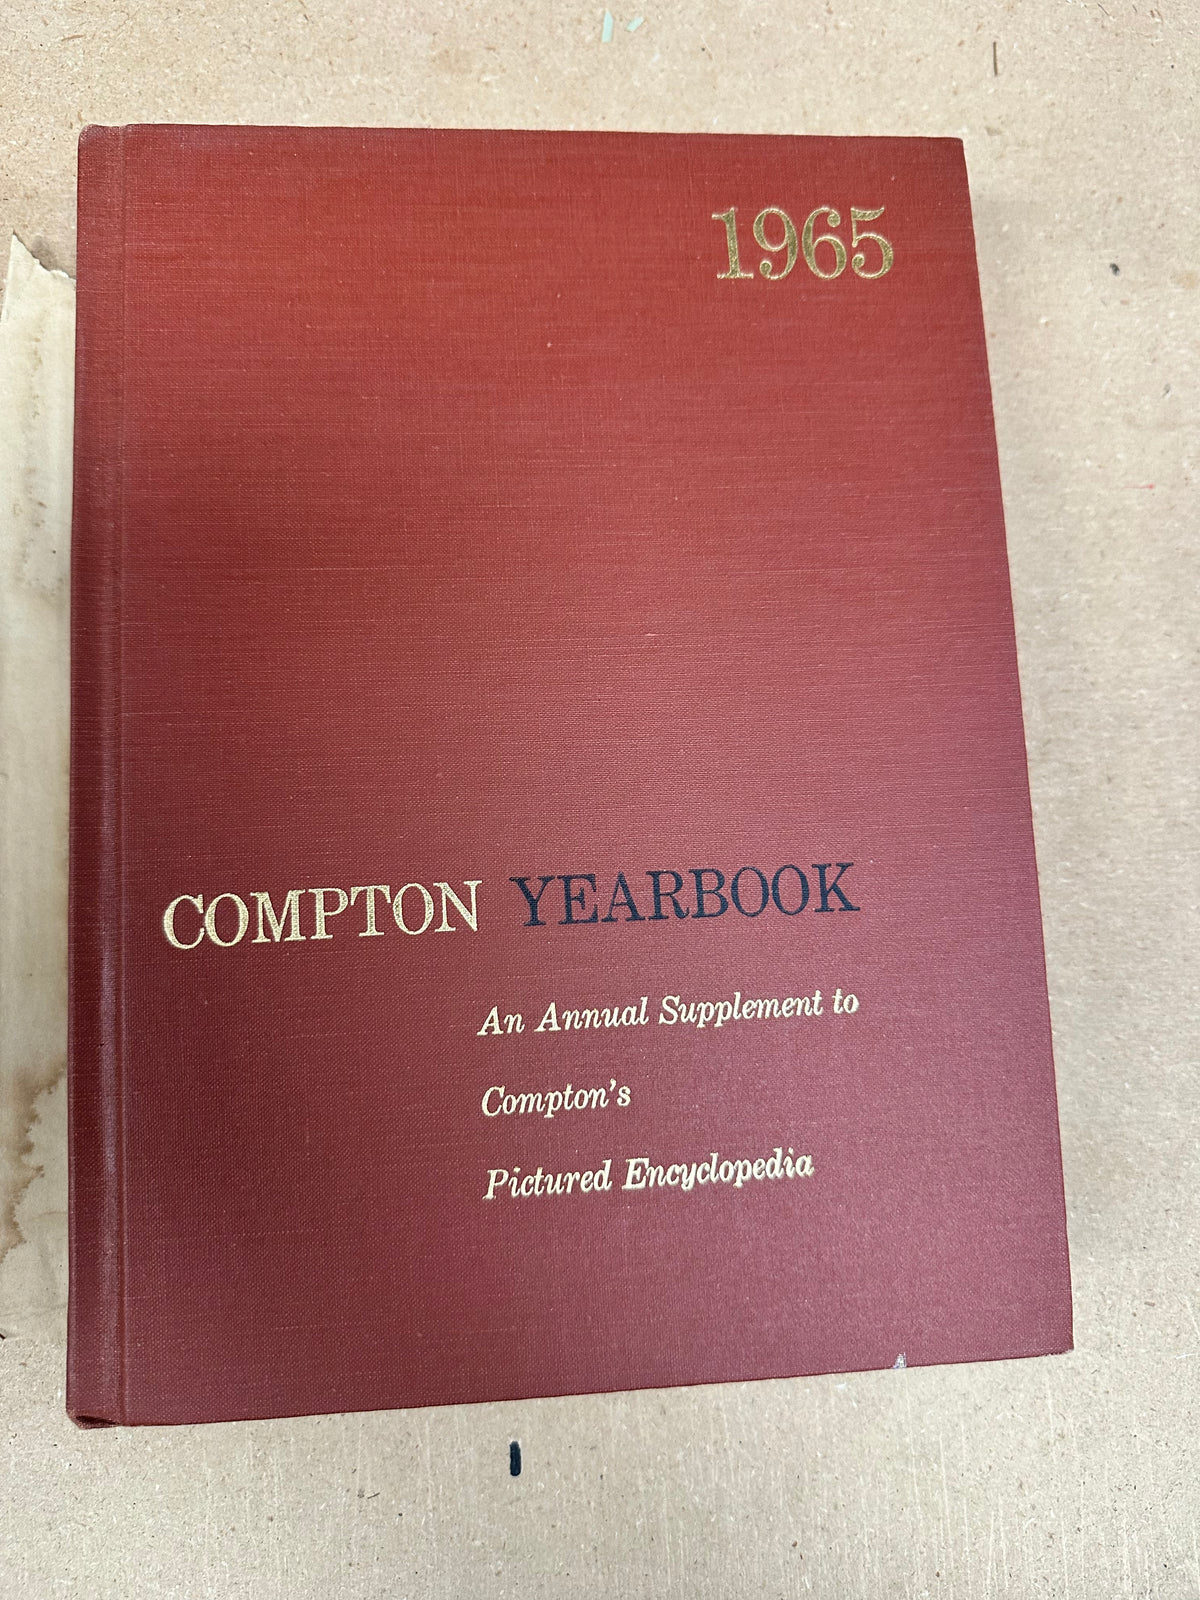 1965
COMPTON YEARBOOK
An Annual Supplement to
Compton's
Pictured Encyclopedia